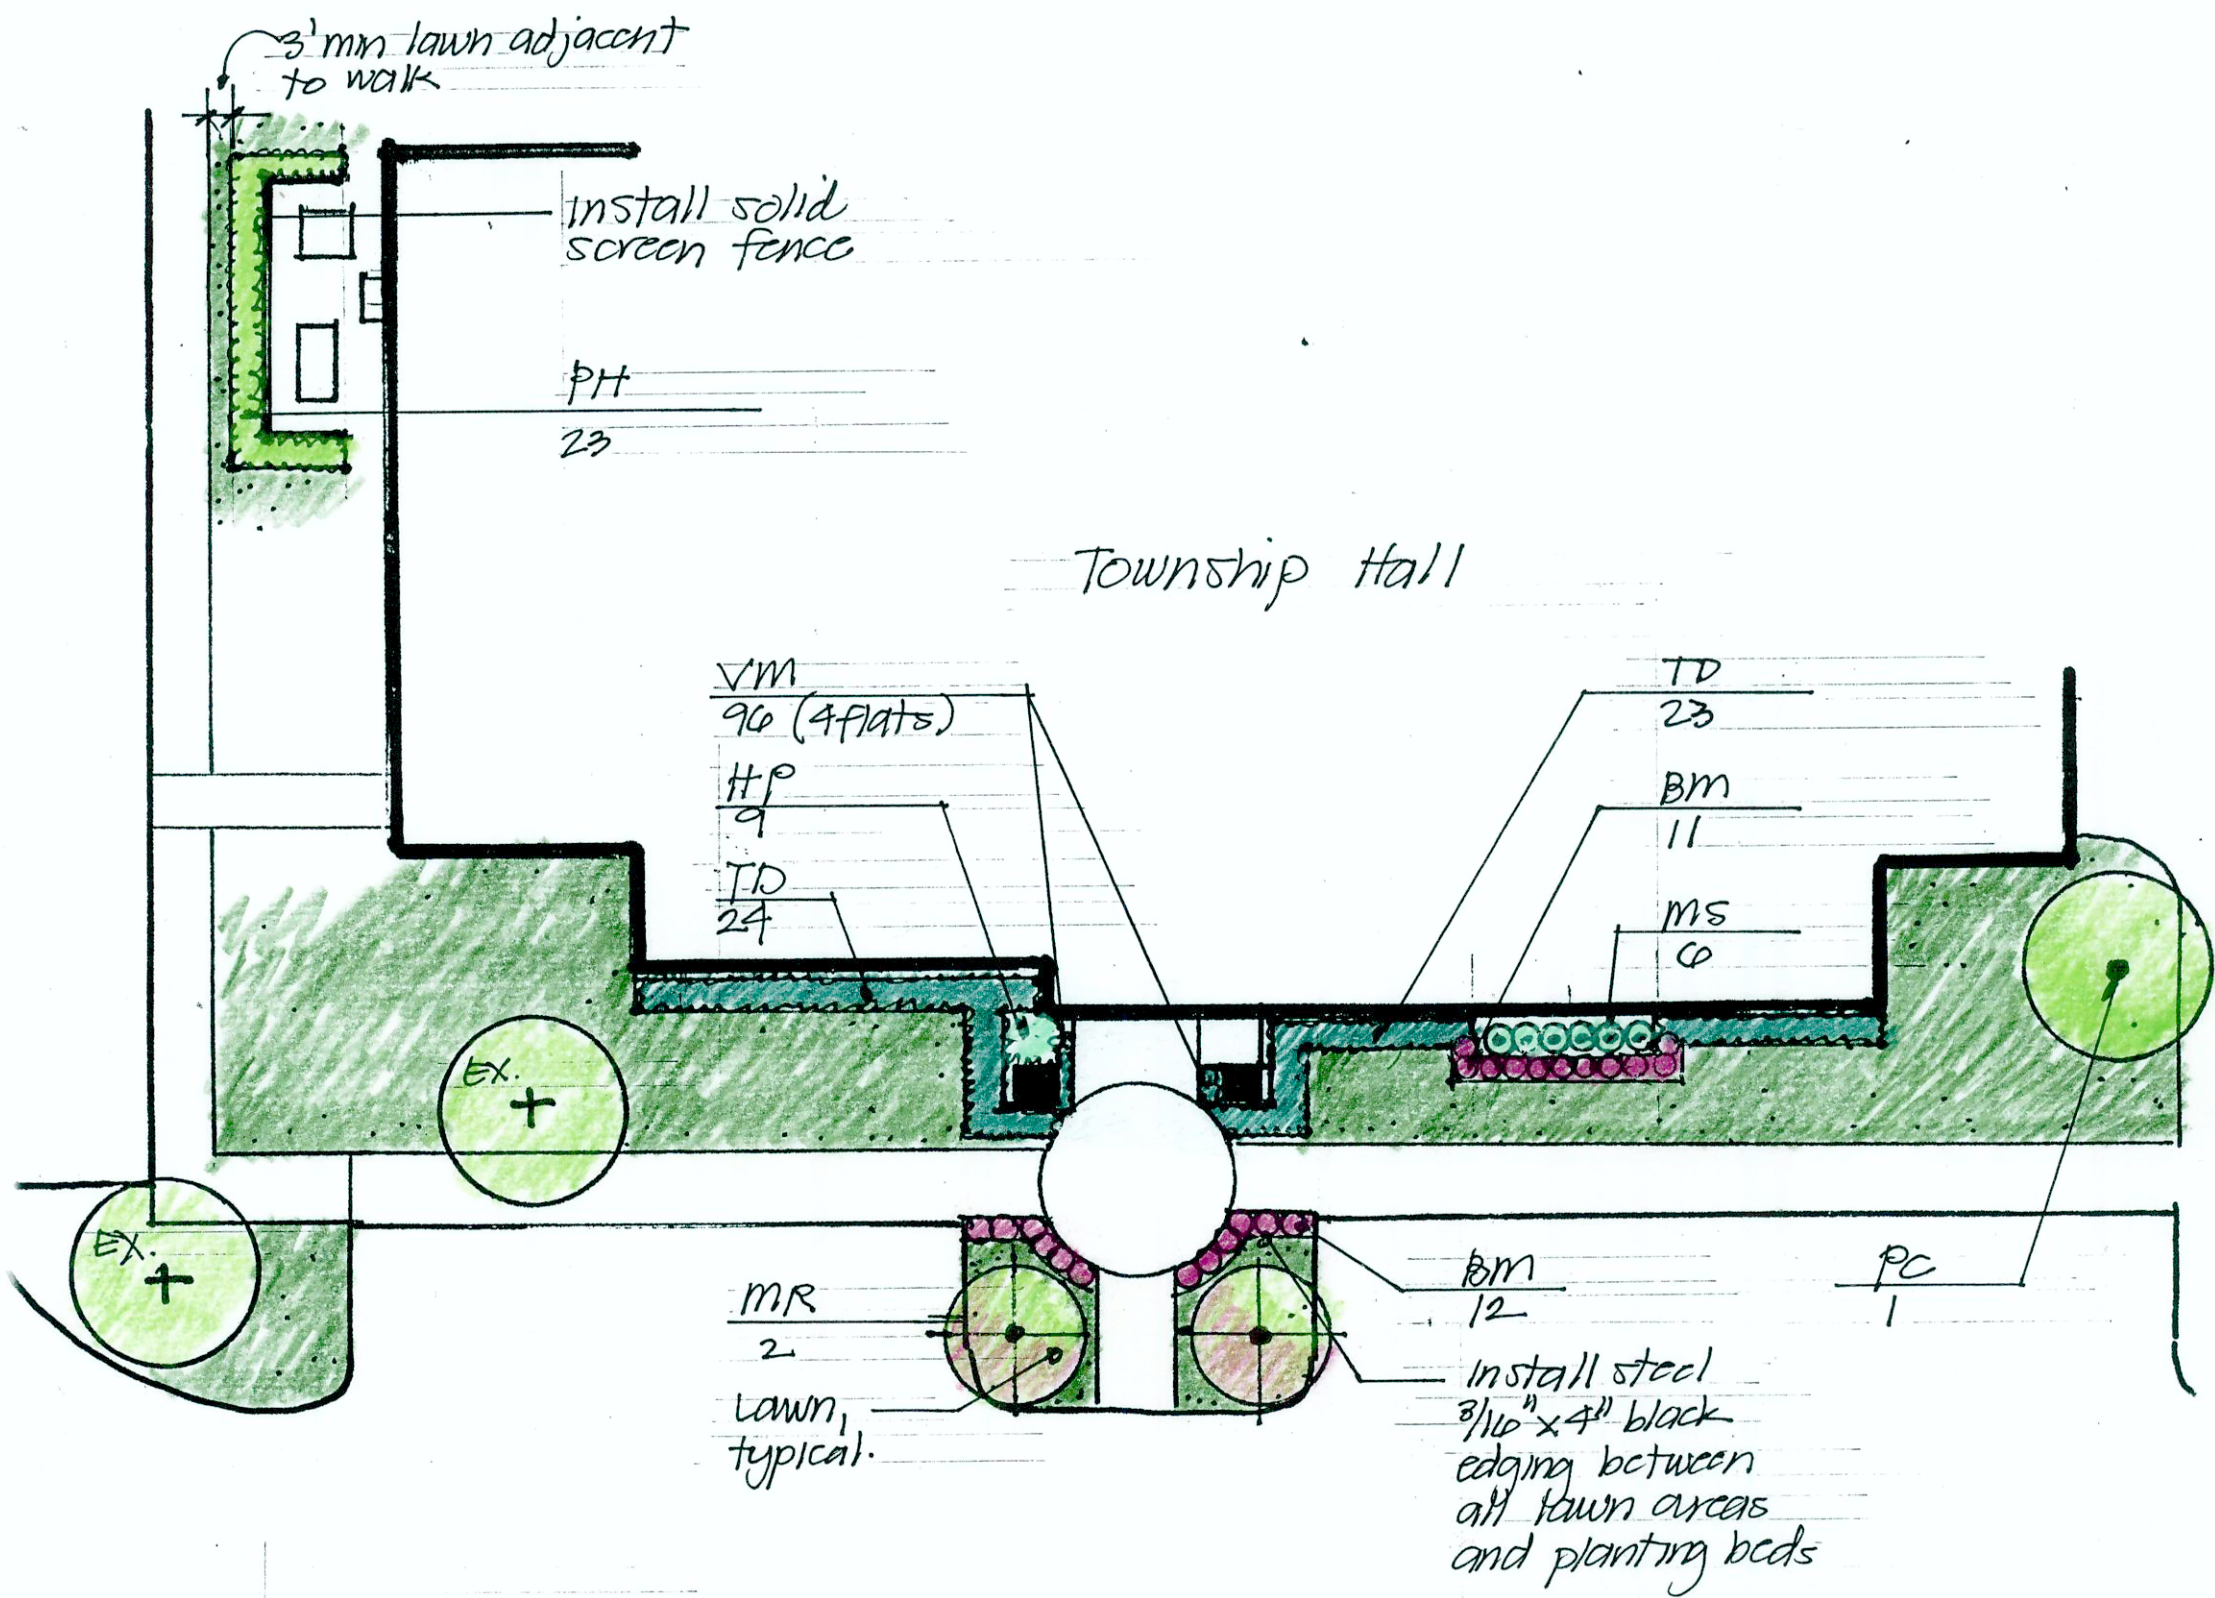 3' min lawn adjacent
to walk
Install solid
screen fence
PH
23
Township Hall
VM
96 (4 flats)
HP
9
TD
24
TD
23
BM
11
MS
6
EX.
EX.
MR
2
Lawn,
typical.
BM
12
PC
1
Install steel
3/16" x 4" black
edging between
all lawn areas
and planting beds